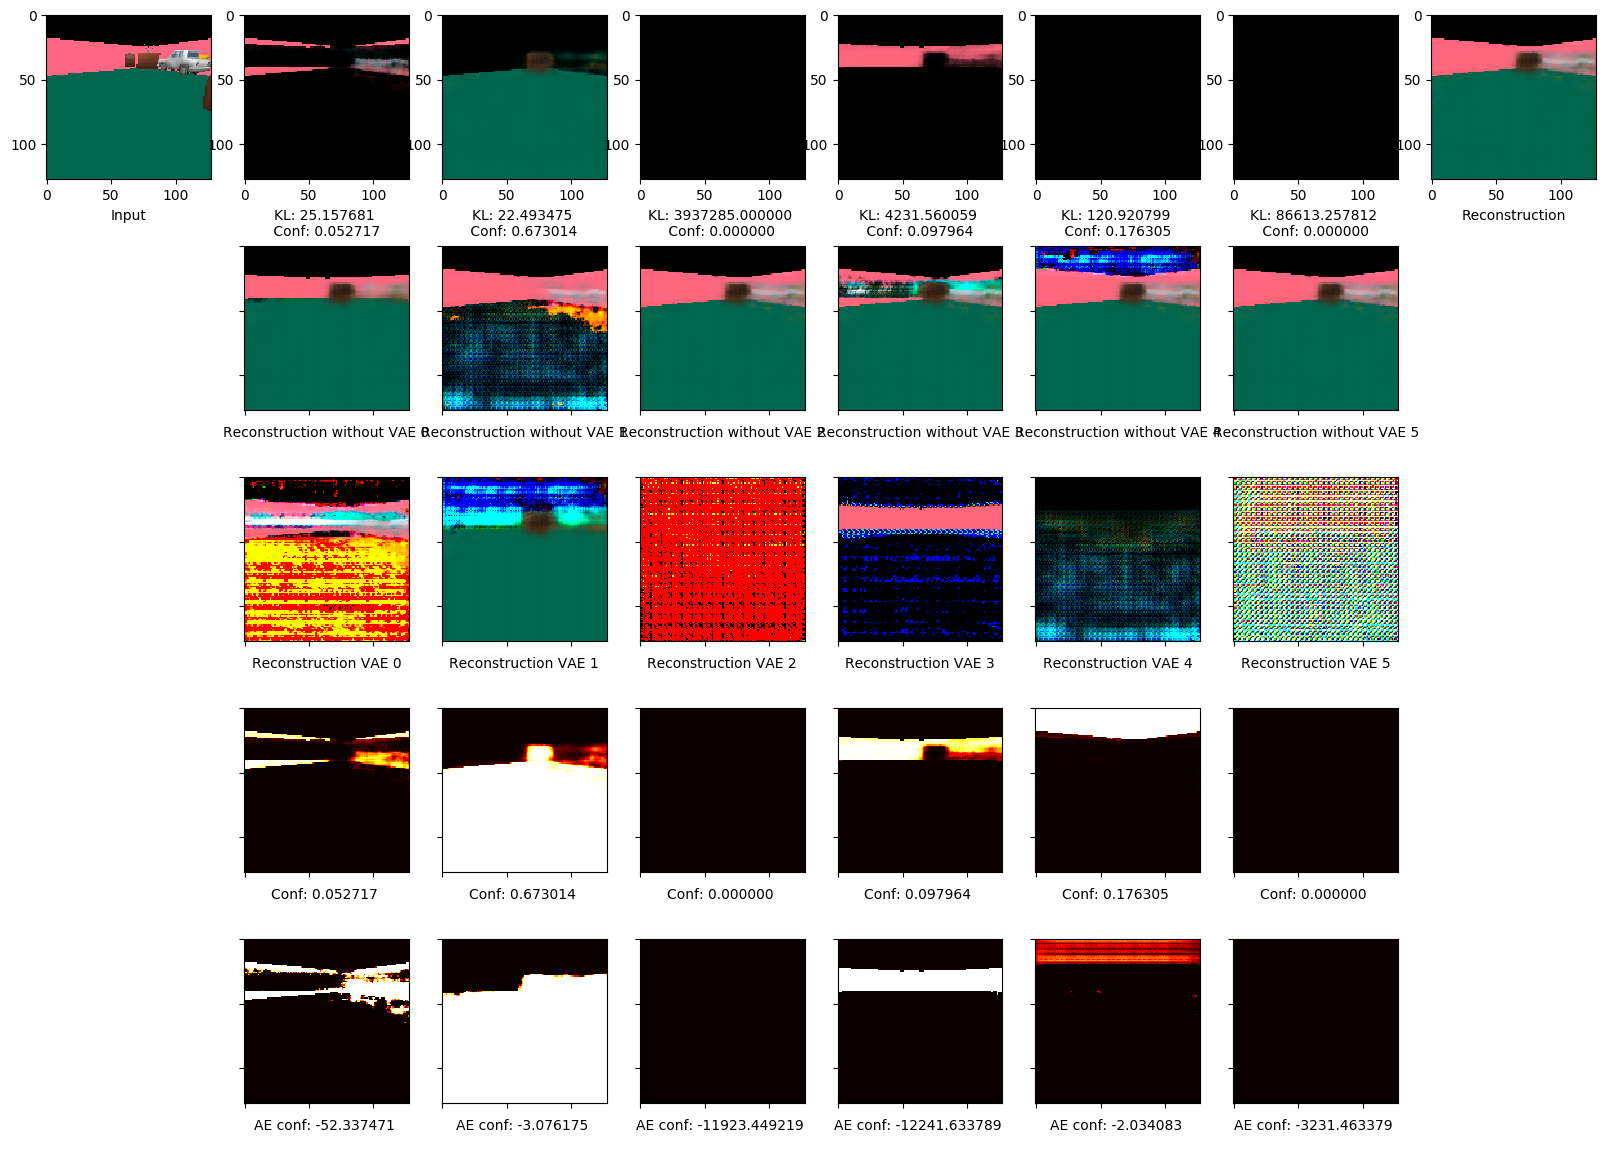 0
0
0
0
0
0
0
0
50
50
50
50
50
50
50
50
100
100
100
100
100
100
100
100
0 50 100 0 50 100 0 50 100 0 50 100 0 50 100 0 50 100 0 50 100 0 50 100
Input
KL: 25.157681
Conf: 0.052717
KL: 22.493475
Conf: 0.673014
KL: 3937285.000000
Conf: 0.000000
KL: 4231.560059
Conf: 0.097964
KL: 120.920799
Conf: 0.176305
KL: 86613.257812
Conf: 0.000000
Reconstruction
Reconstruction without VAE 0
Reconstruction without VAE 1
Reconstruction without VAE 2
Reconstruction without VAE 3
Reconstruction without VAE 4
Reconstruction without VAE 5
Reconstruction VAE 0
Reconstruction VAE 1
Reconstruction VAE 2
Reconstruction VAE 3
Reconstruction VAE 4
Reconstruction VAE 5
Conf: 0.052717
Conf: 0.673014
Conf: 0.000000
Conf: 0.097964
Conf: 0.176305
Conf: 0.000000
AE conf: -52.337471
AE conf: -3.076175
AE conf: -11923.449219
AE conf: -12241.633789
AE conf: -2.034083
AE conf: -3231.463379